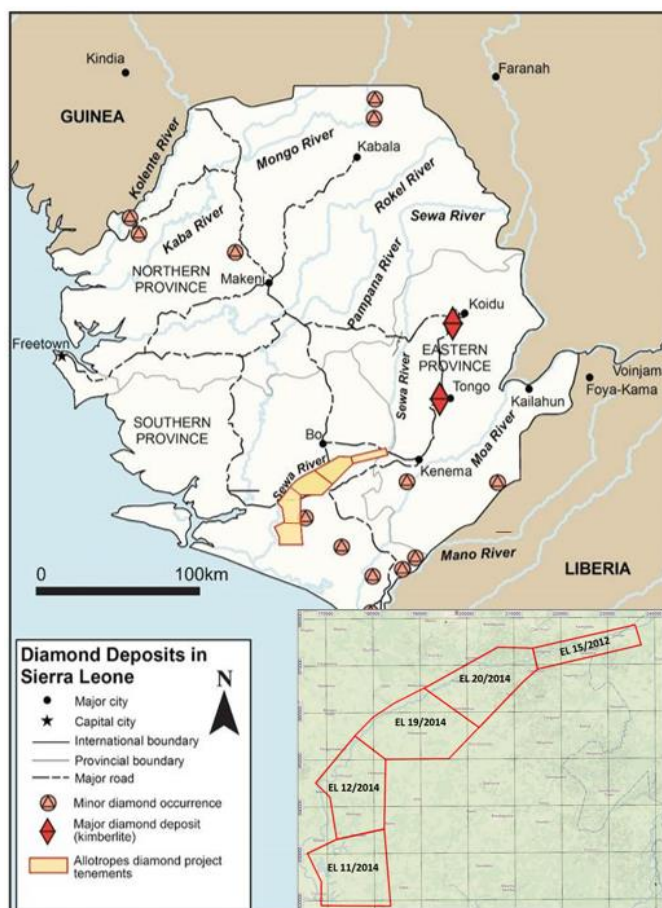 Kindia
Faranah
GUINEA
Kolente River
Mongo River
Kabala
Rokel River
Sewa River
Kaba River
NORTHERN
PROVINCE
Makeni
Pampana River
Koidu
Freetown
EASTERN
PROVINCE
Sewa River
Voinjam
Foya-Kama
Tongo
Kailahun
SOUTHERN
PROVINCE
Bo
Moa River
Sewa River
Kenema
Mano River
0 100km
LIBERIA
Diamond Deposits in
Sierra Leone
N
Major city
Capital city
International boundary
Provincial boundary
Major road
Minor diamond occurrence
Major diamond deposit
(kimberlite)
Allotropes diamond project
tenements
EL 15/2012
EL 20/2014
EL 19/2014
EL 12/2014
EL 11/2014